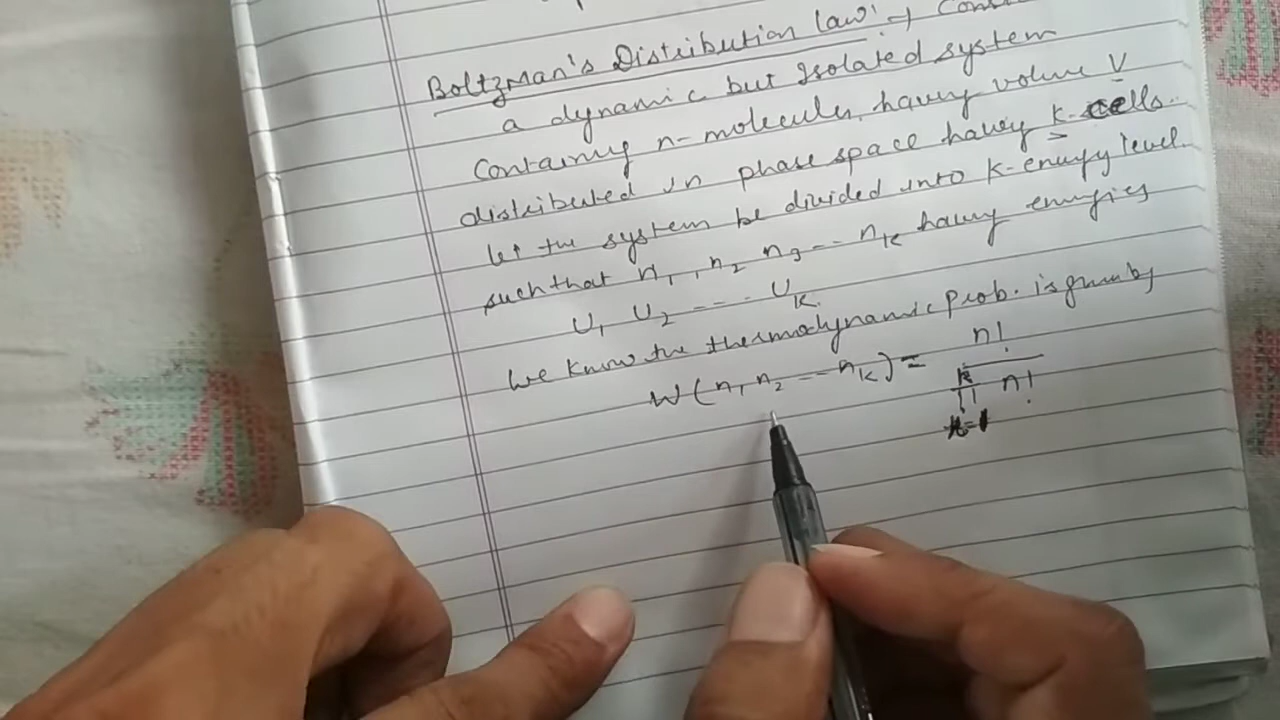 Boltzman's Distribution law:→
a dynamic but Isolated system
Containing n-molecules, having volume V
distributed in phase space having k-cells.
let the system be divided into k-energy level.
such that n₁, n₂ n₃ -- nₖ having energies
U₁ U₂ --- Uₖ.
We know the thermodynamic Prob. is given by
W(n₁ n₂ -- nₖ) = n! / k ∏ n!